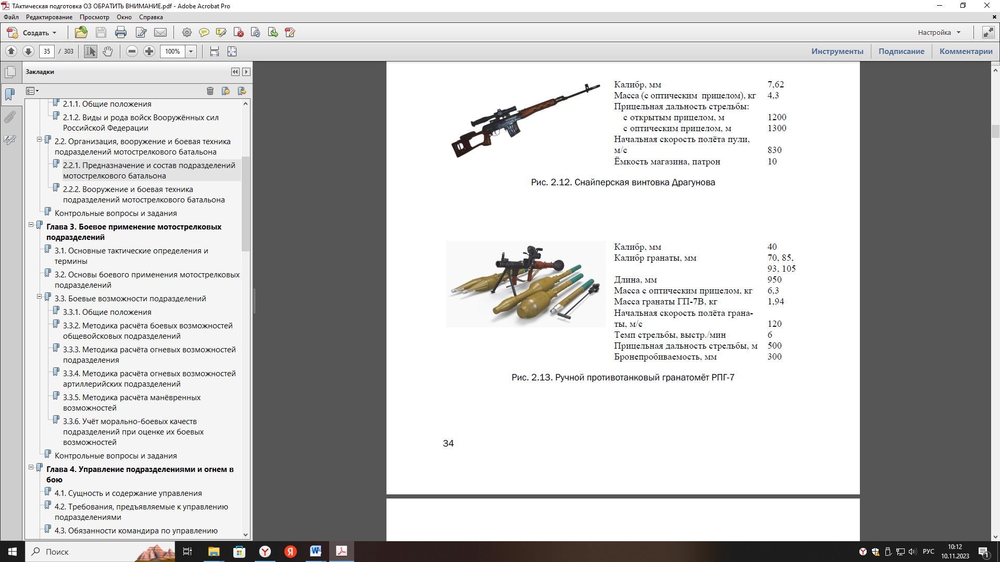 ТАктическая подготовка ОЗ ОБРАТИТЬ ВНИМАНИЕ.pdf - Adobe Acrobat Pro
Файл Редактирование Просмотр Окно Справка
Создать
Настройка
35 / 303
100%
Инструменты Подписание Комментарии
Закладки
2.1.1. Общие положения
2.1.2. Виды и рода войск Вооружённых сил
Российской Федерации
2.2. Организация, вооружение и боевая техника
подразделений мотострелкового батальона
2.2.1. Предназначение и состав подразделений
мотострелкового батальона
2.2.2. Вооружение и боевая техника
подразделений мотострелкового батальона
Контрольные вопросы и задания
Глава 3. Боевое применение мотострелковых
подразделений
3.1. Основные тактические определения и
термины
3.2. Основы боевого применения мотострелковых
подразделений
3.3. Боевые возможности подразделений
3.3.1. Общие положения
3.3.2. Методика расчёта боевых возможностей
общевойсковых подразделений
3.3.3. Методика расчёта огневых возможностей
подразделения
3.3.4. Методика расчёта огневых возможностей
артиллерийских подразделений
3.3.5. Методика расчёта манёвренных
возможностей
3.3.6. Учёт морально-боевых качеств
подразделений при оценке их боевых
возможностей
Контрольные вопросы и задания
Глава 4. Управление подразделениями и огнем в
бою
4.1. Сущность и содержание управления
4.2. Требования, предъявляемые к управлению
подразделениями
4.3. Обязанности командира по управлению
Калибр, мм 7,62
Масса (с оптическим прицелом), кг 4,3
Прицельная дальность стрельбы:
с открытым прицелом, м 1200
с оптическим прицелом, м 1300
Начальная скорость полёта пули,
м/с 830
Ёмкость магазина, патрон 10
Рис. 2.12. Снайперская винтовка Драгунова
Калибр, мм 40
Калибр гранаты, мм 70, 85,
93, 105
Длина, мм 950
Масса с оптическим прицелом, кг 6,3
Масса гранаты ГП-7В, кг 1,94
Начальная скорость полёта грана-
ты, м/с 120
Темп стрельбы, выстр./мин 6
Прицельная дальность стрельбы, м 500
Бронепробиваемость, мм 300
Рис. 2.13. Ручной противотанковый гранатомёт РПГ-7
34
Поиск
РУС
10:12
10.11.2023
1